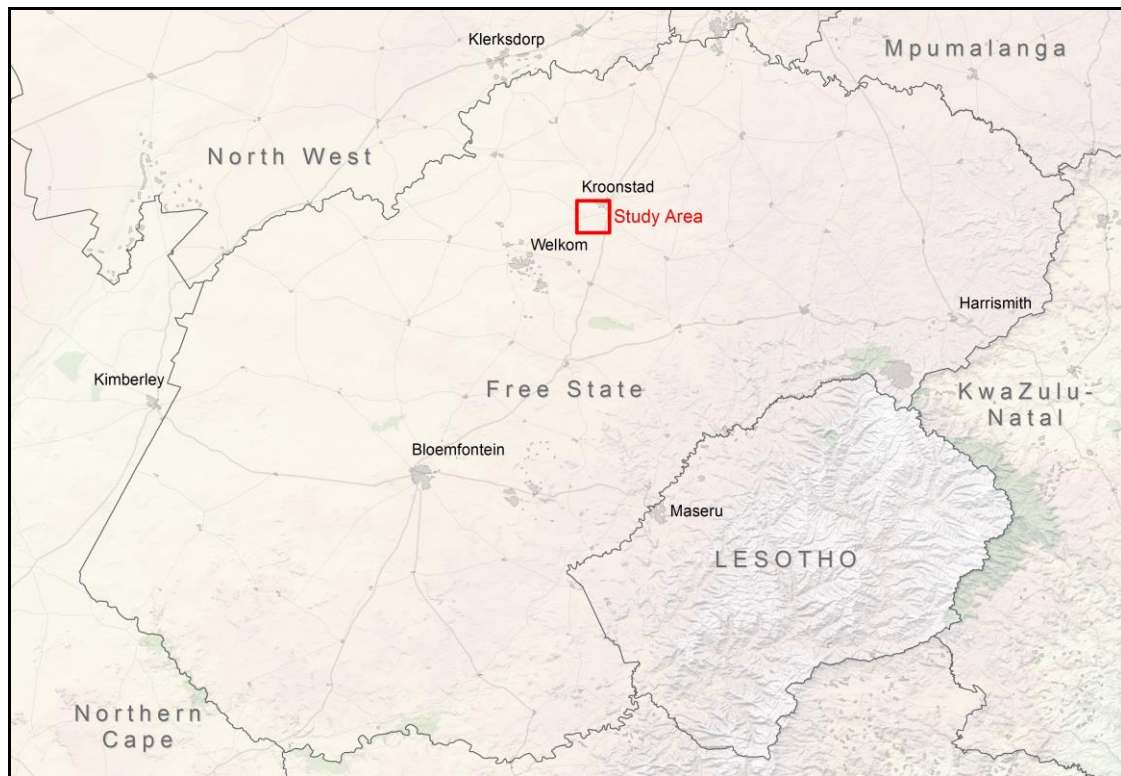 Klerksdorp
Mpumalanga
North West
Kroonstad
Study Area
Welkom
Harrismith
Kimberley
Free State
KwaZulu-
Natal
Bloemfontein
Maseru
LESOTHO
Northern
Cape